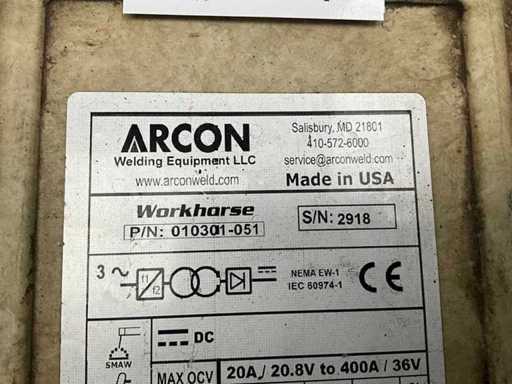 ARCON
Welding Equipment LLC
www.arconweld.com
Salisbury, MD 21801
410-572-6000
service@arconweld.com
Made in USA
Workhorse
P/N: 010301-051
S/N: 2918
3
f1
f2
NEMA EW-1
IEC 60974-1
CE
SMAW
DC
MAX OCV
20A / 20.8V to 400A / 36V